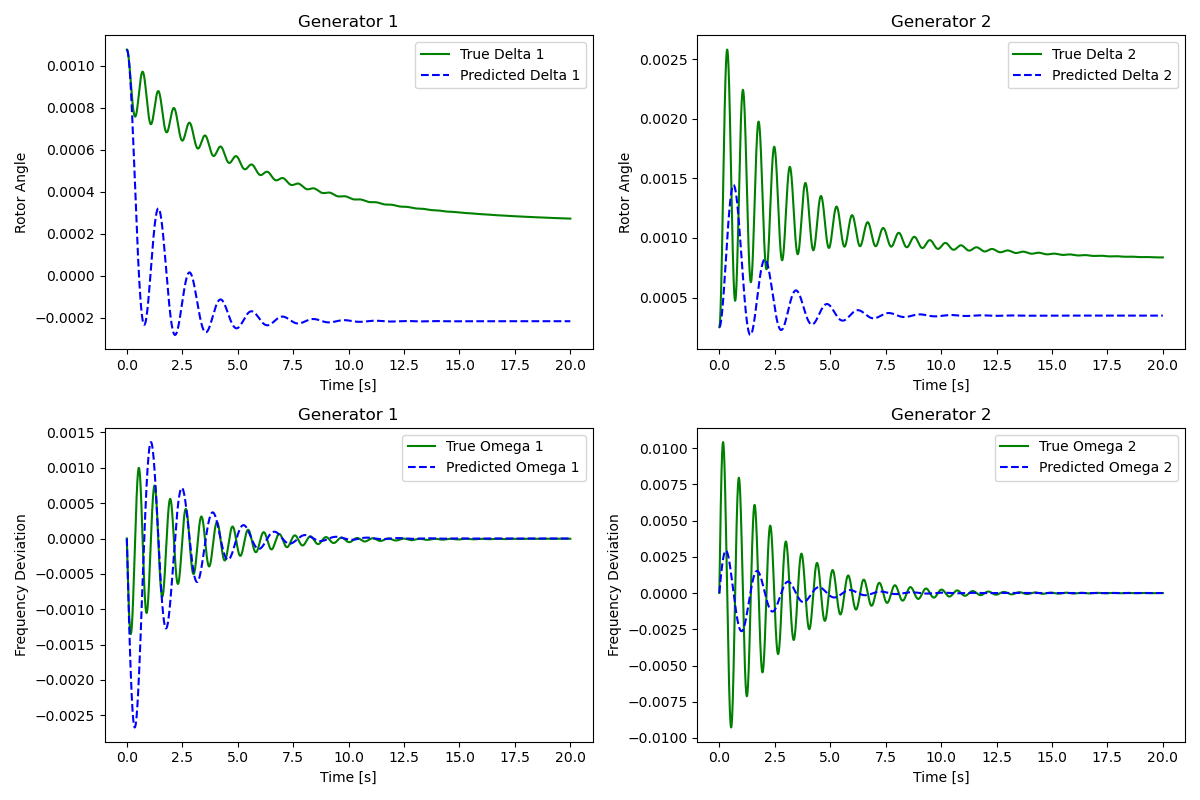 Generator 1
Rotor Angle
0.0010
0.0008
0.0006
0.0004
0.0002
0.0000
−0.0002
True Delta 1
Predicted Delta 1
0.0 2.5 5.0 7.5 10.0 12.5 15.0 17.5 20.0
Time [s]
Generator 2
Rotor Angle
0.0025
0.0020
0.0015
0.0010
0.0005
True Delta 2
Predicted Delta 2
0.0 2.5 5.0 7.5 10.0 12.5 15.0 17.5 20.0
Time [s]
Generator 1
Frequency Deviation
0.0015
0.0010
0.0005
0.0000
−0.0005
−0.0010
−0.0015
−0.0020
−0.0025
True Omega 1
Predicted Omega 1
0.0 2.5 5.0 7.5 10.0 12.5 15.0 17.5 20.0
Time [s]
Generator 2
Frequency Deviation
0.0100
0.0075
0.0050
0.0025
0.0000
−0.0025
−0.0050
−0.0075
−0.0100
True Omega 2
Predicted Omega 2
0.0 2.5 5.0 7.5 10.0 12.5 15.0 17.5 20.0
Time [s]